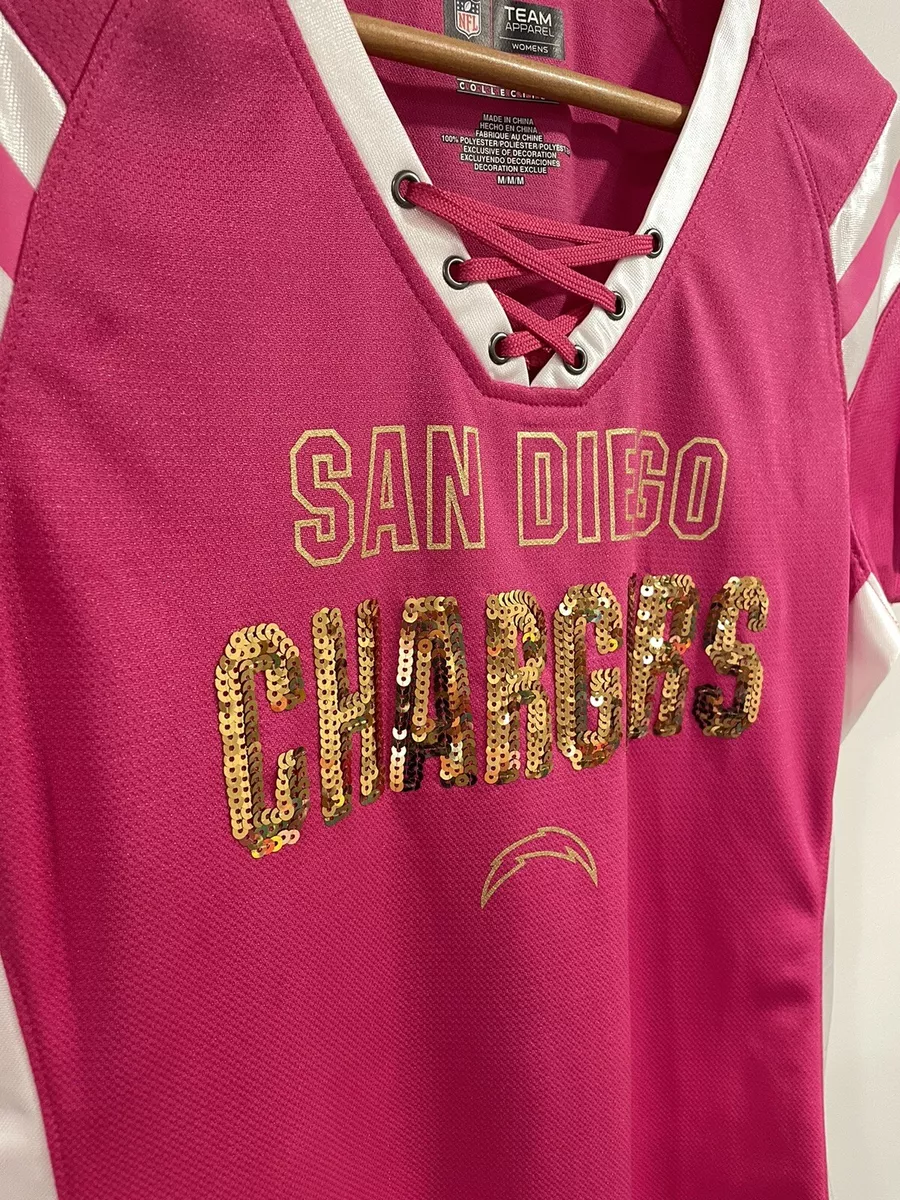 NFL
TEAM
APPAREL
WOMENS
MADE IN CHINA
HECHO EN CHINA
FABRIQUE AU CHINE
100% POLYESTER/POLIESTER/POLYESTER
EXCLUSIVE OF DECORATION
EXCLUYENDO DECORACIONES
DECORATION EXCLUE
M/M/M
SAN DIEGO
CHARGERS